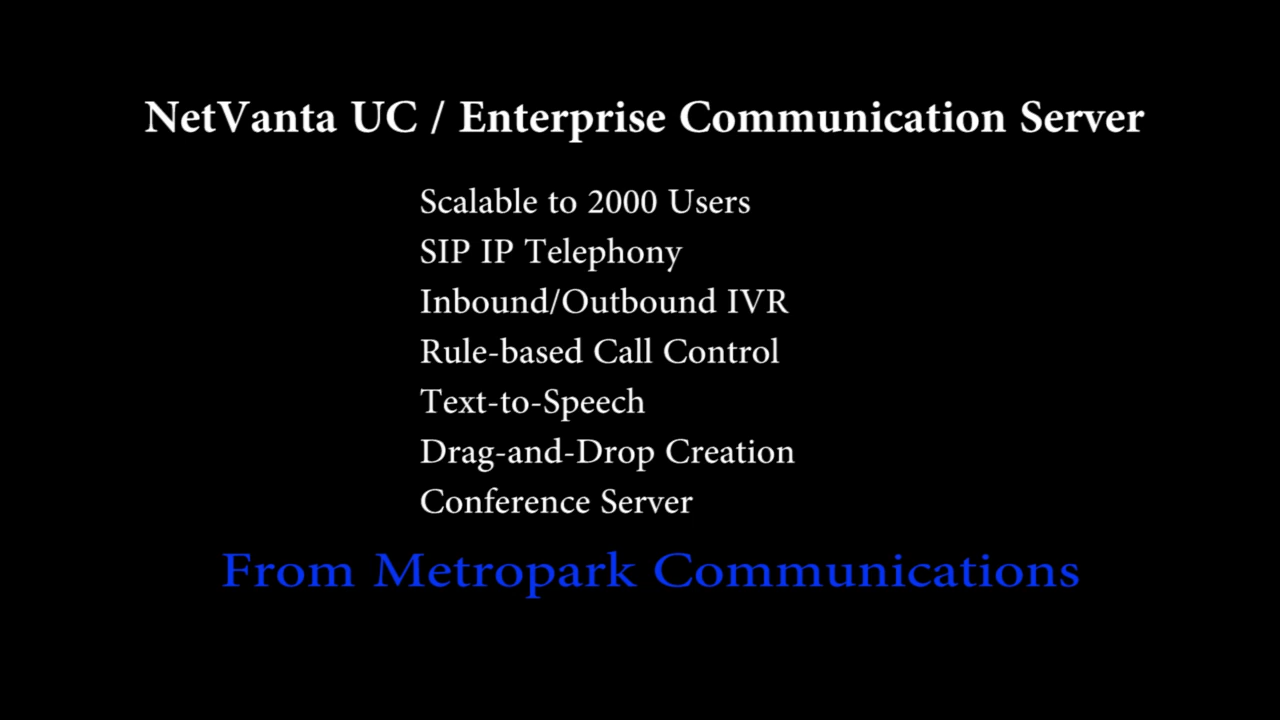 NetVanta UC / Enterprise Communication Server
Scalable to 2000 Users
SIP IP Telephony
Inbound/Outbound IVR
Rule-based Call Control
Text-to-Speech
Drag-and-Drop Creation
Conference Server
From Metropark Communications